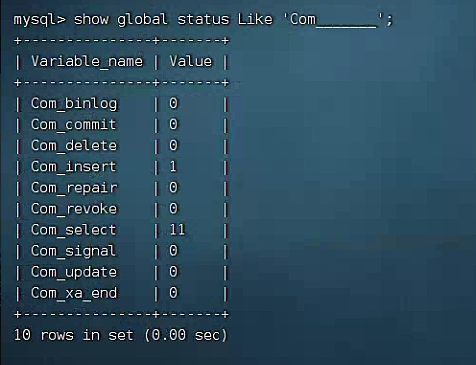 mysql> show global status Like 'Com_______';
+---------------+-------+
| Variable_name | Value |
+---------------+-------+
| Com_binlog    | 0     |
| Com_commit    | 0     |
| Com_delete    | 0     |
| Com_insert    | 1     |
| Com_repair    | 0     |
| Com_revoke    | 0     |
| Com_select    | 11    |
| Com_signal    | 0     |
| Com_update    | 0     |
| Com_xa_end    | 0     |
+---------------+-------+
10 rows in set (0.00 sec)